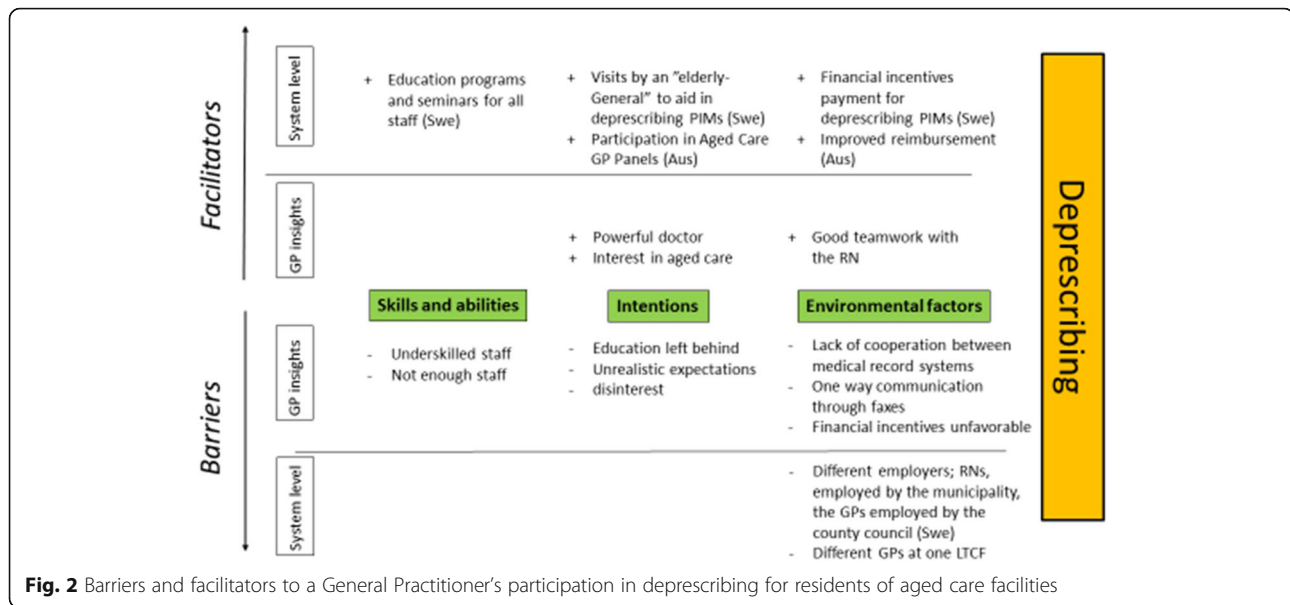 Facilitators
System level
+ Education programs
and seminars for all
staff (Swe)
+ Visits by an "elderly-
General" to aid in
deprescribing PIMs (Swe)
+ Participation in Aged Care
GP Panels (Aus)
+ Financial incentives
payment for
deprescribing PIMs (Swe)
+ Improved reimbursement
(Aus)
GP insights
+ Powerful doctor
+ Interest in aged care
+ Good teamwork with
the RN
Skills and abilities
Intentions
Environmental factors
Barriers
GP insights
- Underskilled staff
- Not enough staff
- Education left behind
- Unrealistic expectations
- disinterest
- Lack of cooperation between
medical record systems
- One way communication
through faxes
- Financial incentives unfavorable
System level
- Different employers; RNs,
employed by the municipality,
the GPs employed by the
county council (Swe)
- Different GPs at one LTCF
Deprescribing
Fig. 2 Barriers and facilitators to a General Practitioner's participation in deprescribing for residents of aged care facilities